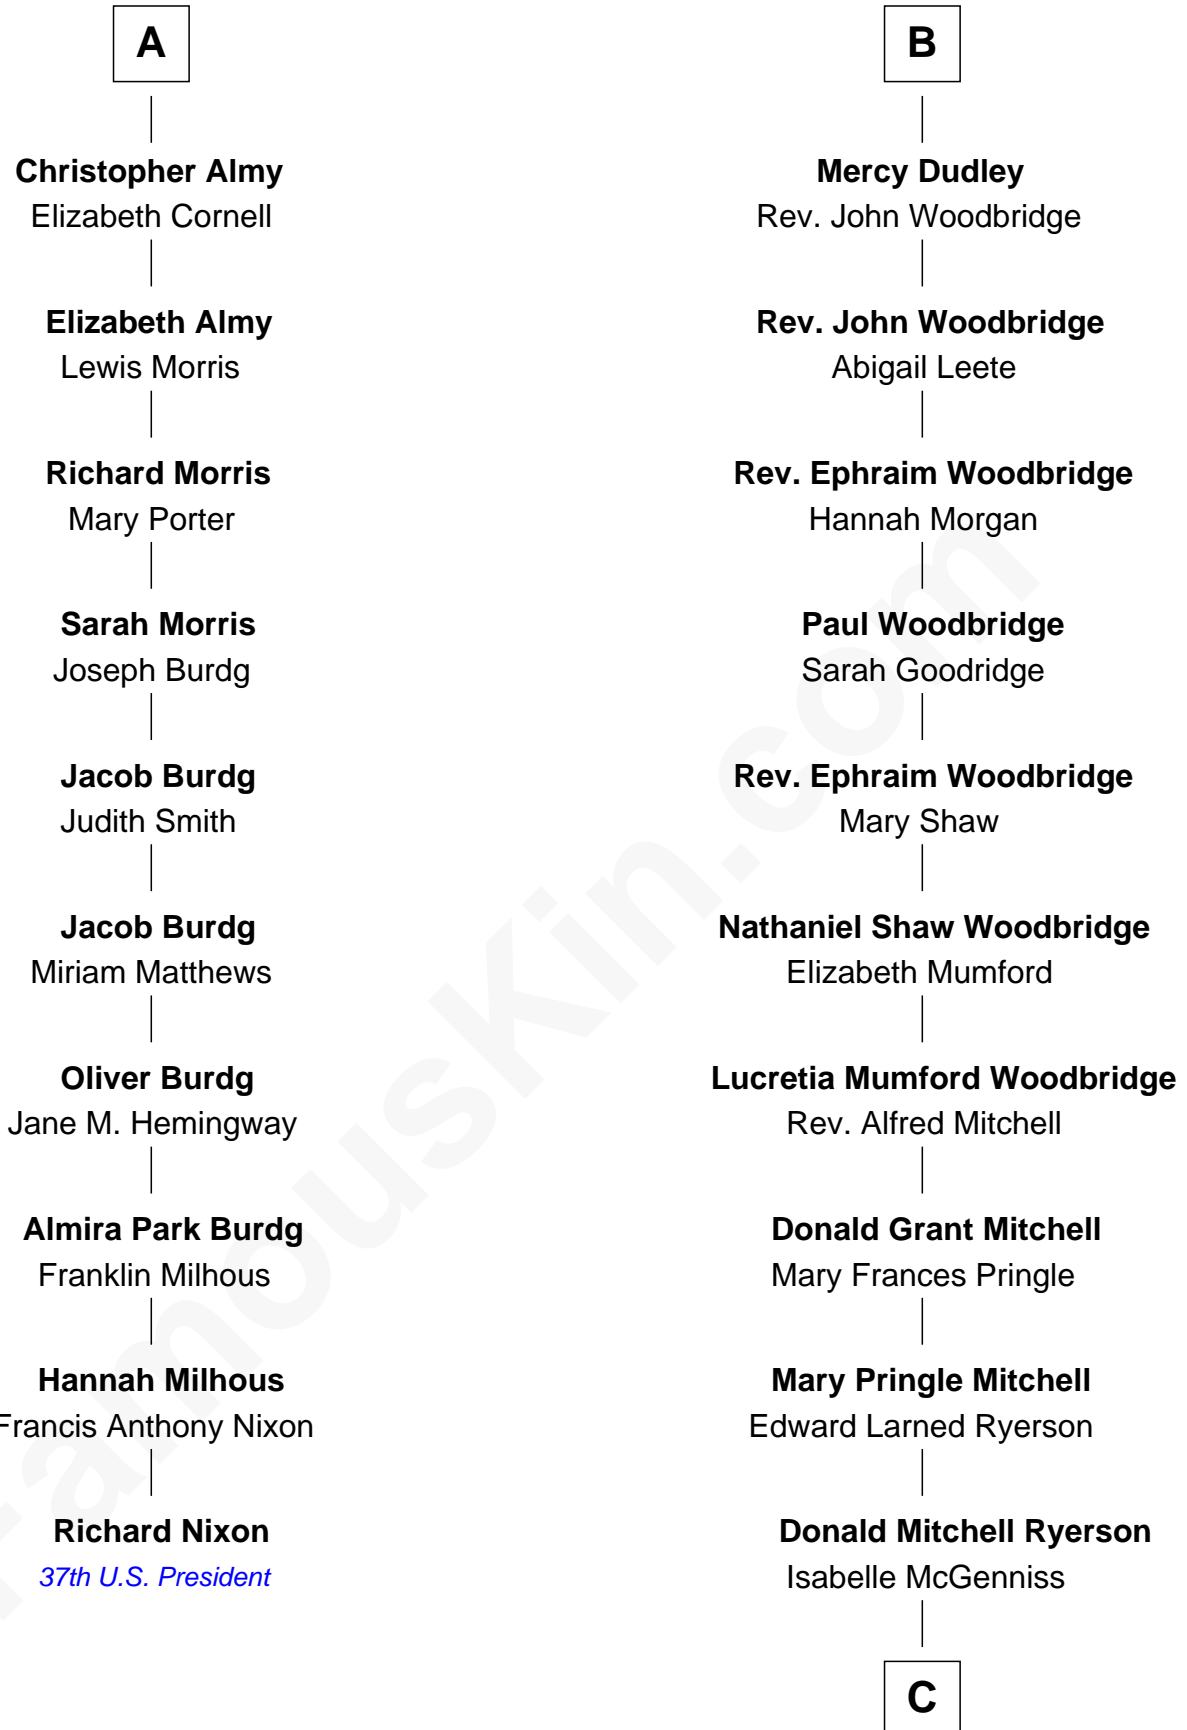 A
Christopher Almy
Elizabeth Cornell
Elizabeth Almy
Lewis Morris
Richard Morris
Mary Porter
Sarah Morris
Joseph Burdg
Jacob Burdg
Judith Smith
Jacob Burdg
Miriam Matthews
Oliver Burdg
Jane M. Hemingway
Almira Park Burdg
Franklin Milhous
Hannah Milhous
Francis Anthony Nixon
Richard Nixon
37th U.S. President
B
Mercy Dudley
Rev. John Woodbridge
Rev. John Woodbridge
Abigail Leete
Rev. Ephraim Woodbridge
Hannah Morgan
Paul Woodbridge
Sarah Goodridge
Rev. Ephraim Woodbridge
Mary Shaw
Nathaniel Shaw Woodbridge
Elizabeth Mumford
Lucretia Mumford Woodbridge
Rev. Alfred Mitchell
Donald Grant Mitchell
Mary Frances Pringle
Mary Pringle Mitchell
Edward Larned Ryerson
Donald Mitchell Ryerson
Isabelle McGenniss
C
FamousKin.com